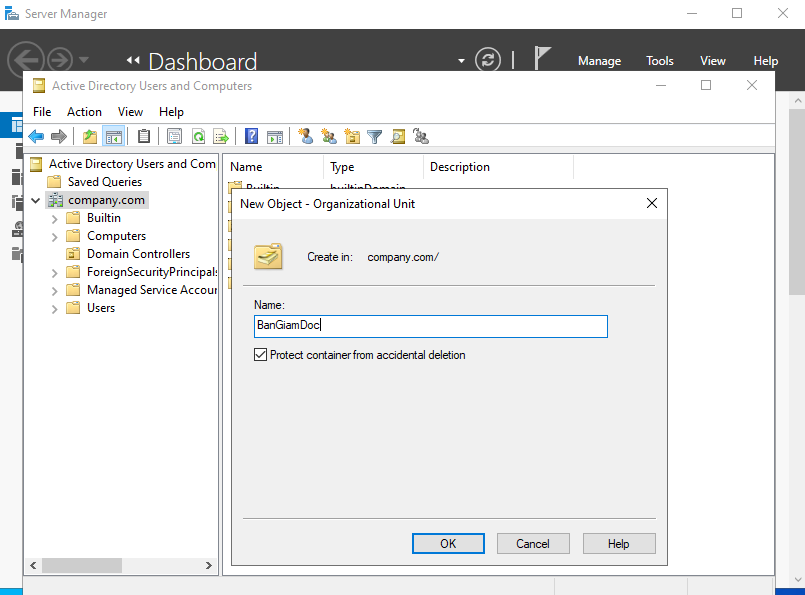 Server Manager
Dashboard
Manage Tools View Help
Active Directory Users and Computers
File Action View Help
Active Directory Users and Com
Saved Queries
company.com
Builtin
Computers
Domain Controllers
ForeignSecurityPrincipals
Managed Service Accour
Users
Name Type Description
Builtin builtinDomain
New Object - Organizational Unit
Create in: company.com/
Name:
BanGiamDoc
Protect container from accidental deletion
OK Cancel Help